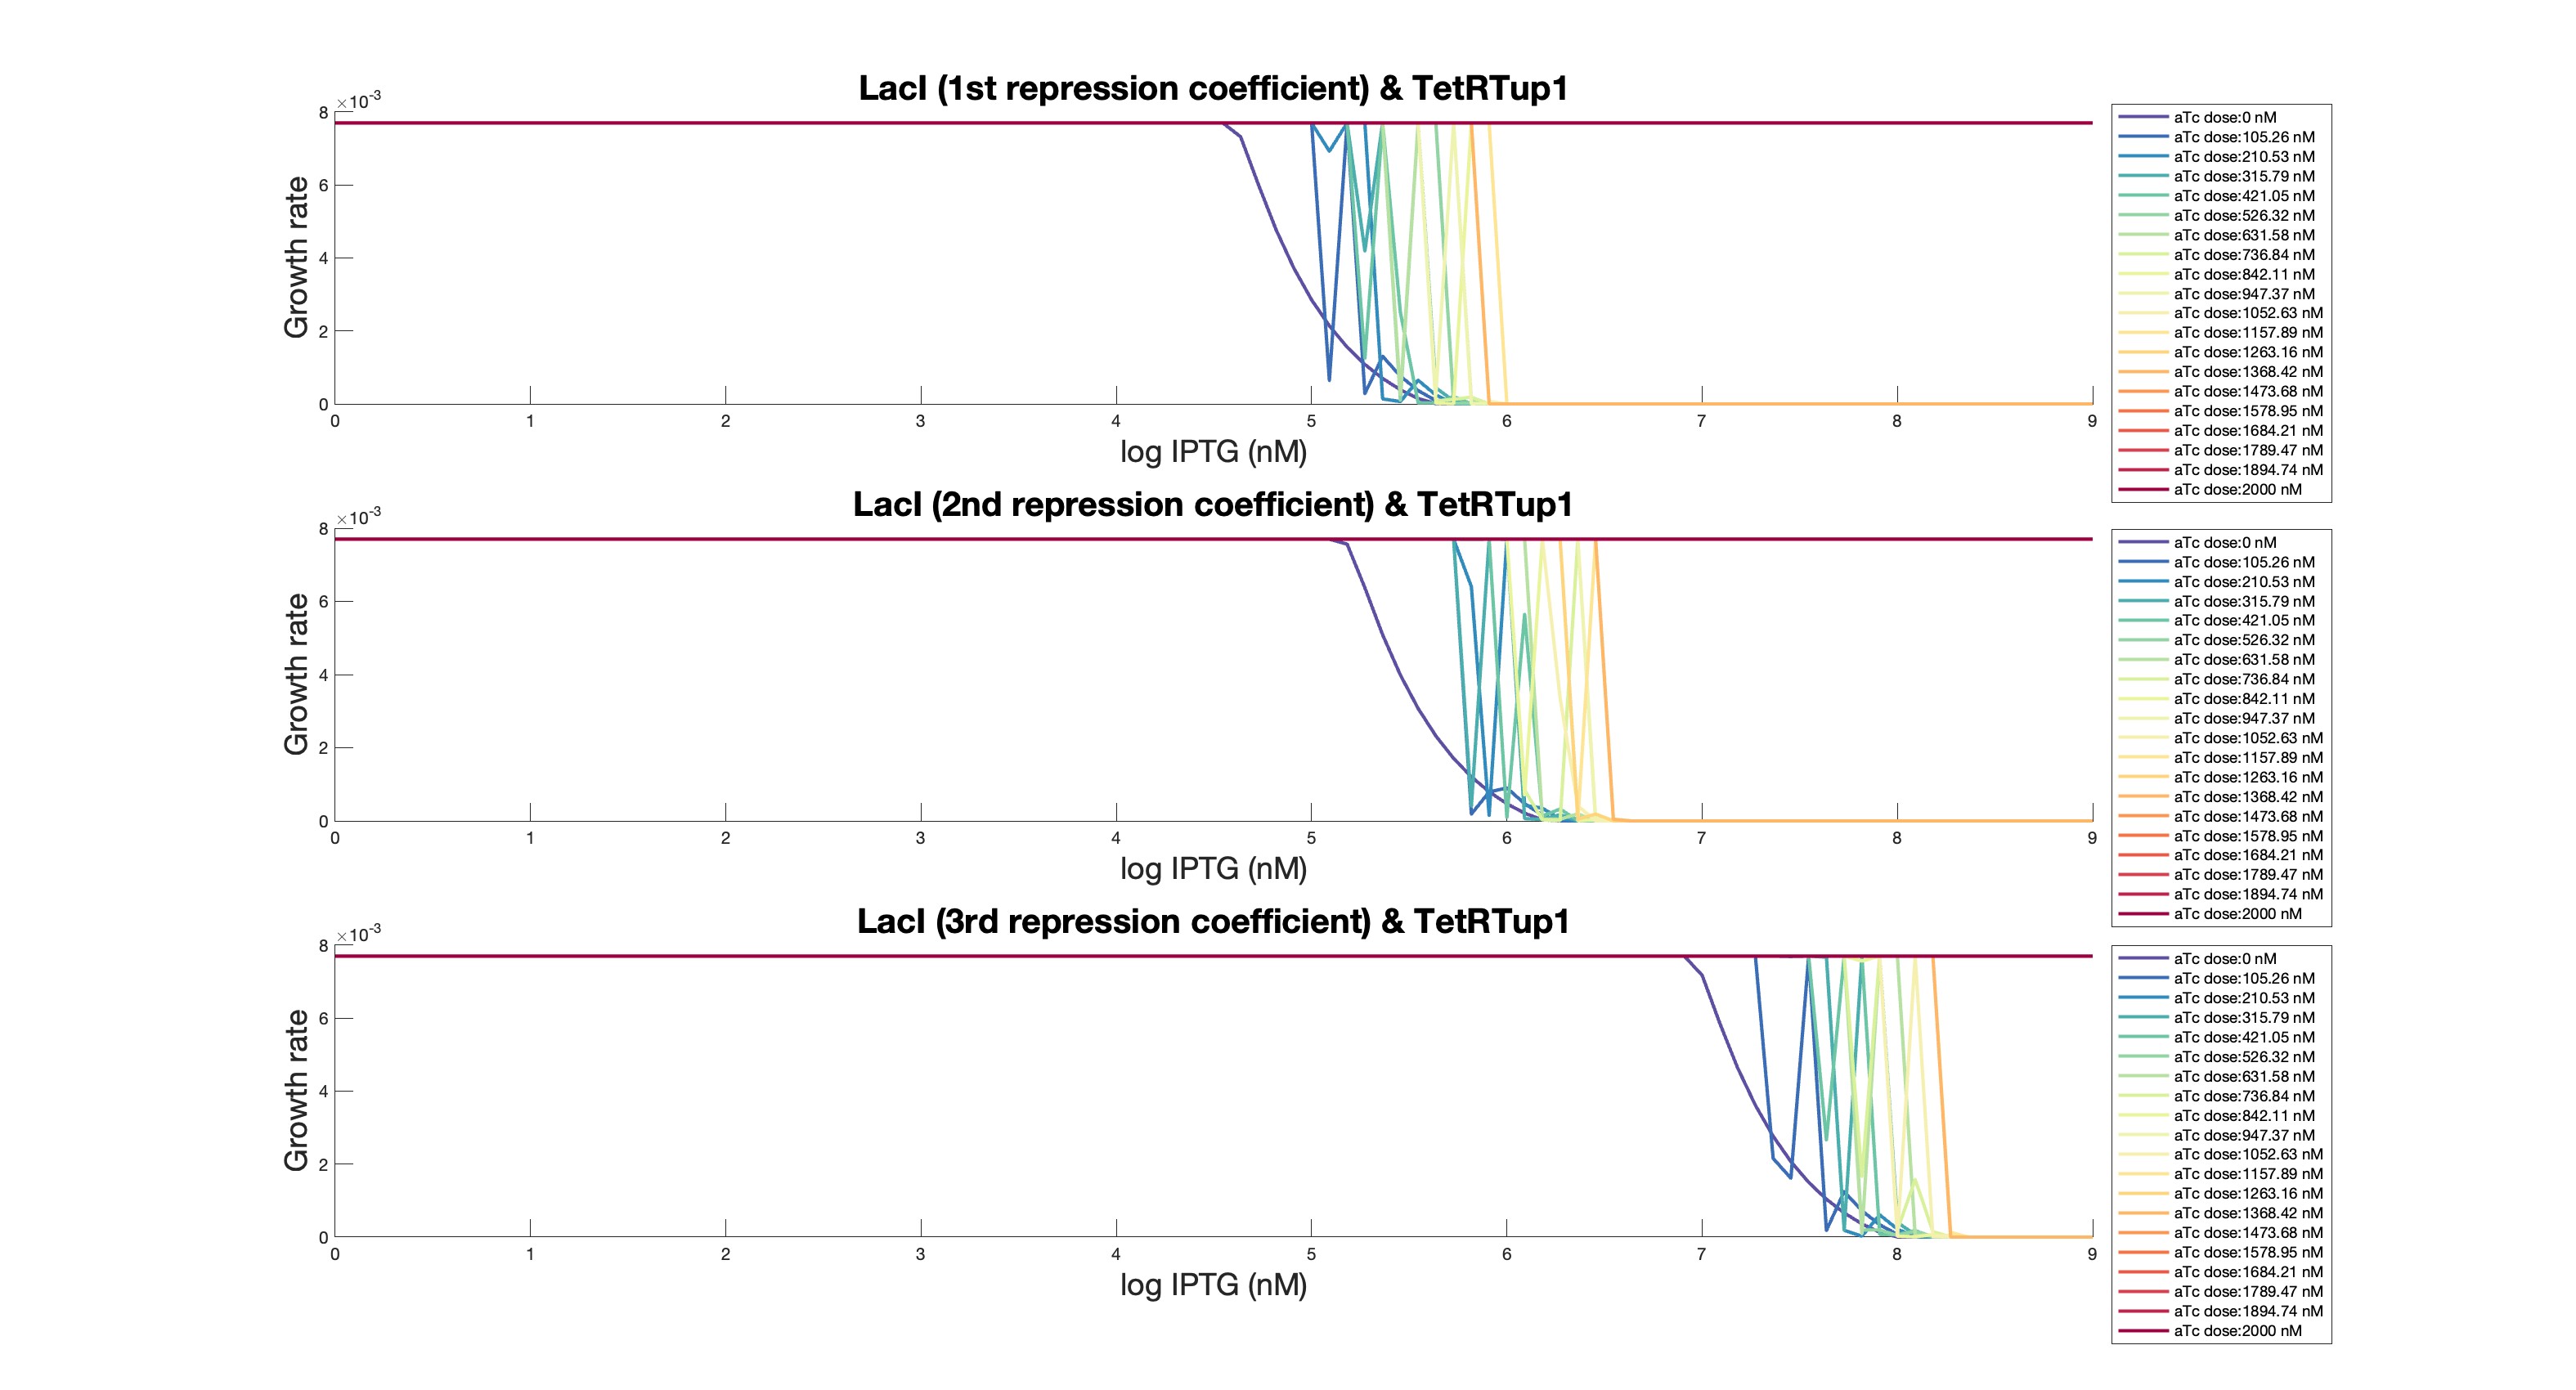 LacI (1st repression coefficient) & TetRTup1
×10-3
8
6
4
2
0
Growth rate
0 1 2 3 4 5 6 7 8 9
log IPTG (nM)
aTc dose:0 nM
aTc dose:105.26 nM
aTc dose:210.53 nM
aTc dose:315.79 nM
aTc dose:421.05 nM
aTc dose:526.32 nM
aTc dose:631.58 nM
aTc dose:736.84 nM
aTc dose:842.11 nM
aTc dose:947.37 nM
aTc dose:1052.63 nM
aTc dose:1157.89 nM
aTc dose:1263.16 nM
aTc dose:1368.42 nM
aTc dose:1473.68 nM
aTc dose:1578.95 nM
aTc dose:1684.21 nM
aTc dose:1789.47 nM
aTc dose:1894.74 nM
aTc dose:2000 nM
LacI (2nd repression coefficient) & TetRTup1
×10-3
8
6
4
2
0
Growth rate
0 1 2 3 4 5 6 7 8 9
log IPTG (nM)
aTc dose:0 nM
aTc dose:105.26 nM
aTc dose:210.53 nM
aTc dose:315.79 nM
aTc dose:421.05 nM
aTc dose:526.32 nM
aTc dose:631.58 nM
aTc dose:736.84 nM
aTc dose:842.11 nM
aTc dose:947.37 nM
aTc dose:1052.63 nM
aTc dose:1157.89 nM
aTc dose:1263.16 nM
aTc dose:1368.42 nM
aTc dose:1473.68 nM
aTc dose:1578.95 nM
aTc dose:1684.21 nM
aTc dose:1789.47 nM
aTc dose:1894.74 nM
aTc dose:2000 nM
LacI (3rd repression coefficient) & TetRTup1
×10-3
8
6
4
2
0
Growth rate
0 1 2 3 4 5 6 7 8 9
log IPTG (nM)
aTc dose:0 nM
aTc dose:105.26 nM
aTc dose:210.53 nM
aTc dose:315.79 nM
aTc dose:421.05 nM
aTc dose:526.32 nM
aTc dose:631.58 nM
aTc dose:736.84 nM
aTc dose:842.11 nM
aTc dose:947.37 nM
aTc dose:1052.63 nM
aTc dose:1157.89 nM
aTc dose:1263.16 nM
aTc dose:1368.42 nM
aTc dose:1473.68 nM
aTc dose:1578.95 nM
aTc dose:1684.21 nM
aTc dose:1789.47 nM
aTc dose:1894.74 nM
aTc dose:2000 nM